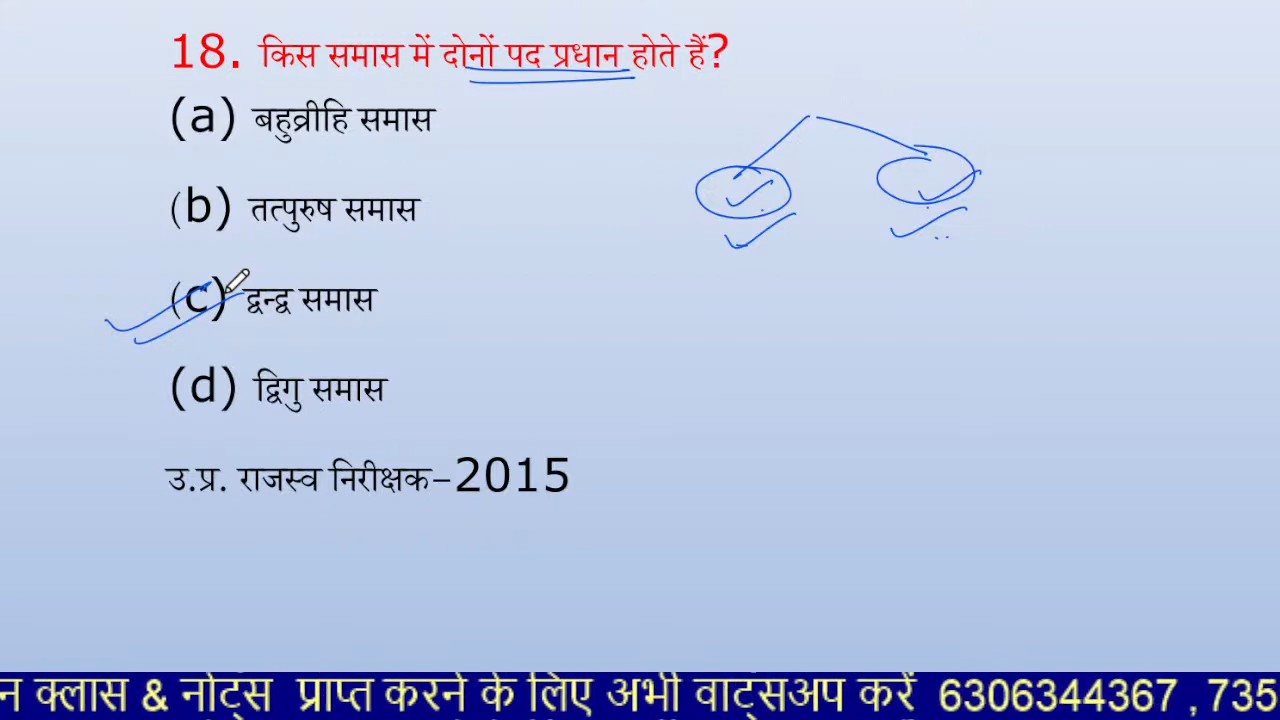 18. किस समास में दोनों पद प्रधान होते हैं?
(a) बहुव्रीहि समास
(b) तत्पुरुष समास
(c) द्वन्द्व समास
(d) द्विगु समास
उ.प्र. राजस्व निरीक्षक–2015
न क्लास & नोट्स प्राप्त करने के लिए अभी वाट्सअप करें 6306344367 , 735